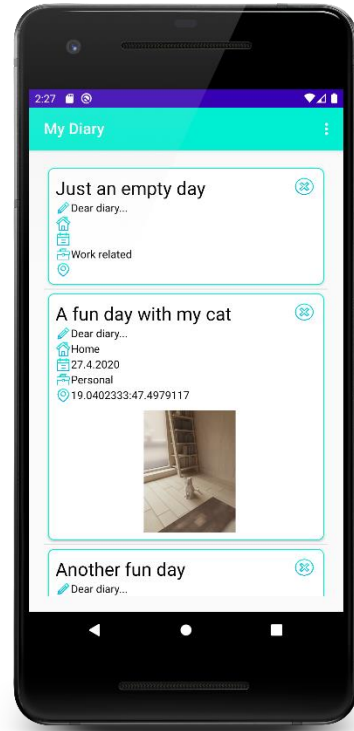 2:27
My Diary
Just an empty day
Dear diary...
Work related
A fun day with my cat
Dear diary...
Home
27.4.2020
Personal
19.0402333:47.4979117
Another fun day
Dear diary...